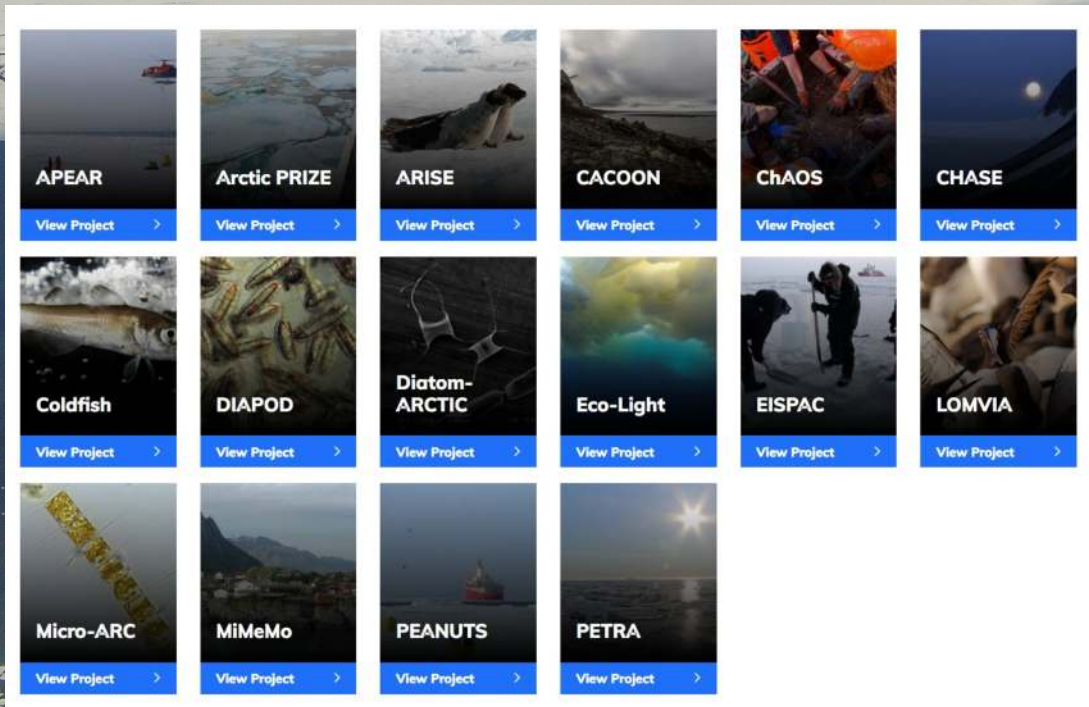 APEAR
View Project >
Arctic PRIZE
View Project >
ARISE
View Project >
CACOON
View Project >
ChAOS
View Project >
CHASE
View Project >
Coldfish
View Project >
DIAPOD
View Project >
Diatom-
ARCTIC
View Project >
Eco-Light
View Project >
EISPAC
View Project >
LOMVIA
View Project >
Micro-ARC
View Project >
MiMeMo
View Project >
PEANUTS
View Project >
PETRA
View Project >